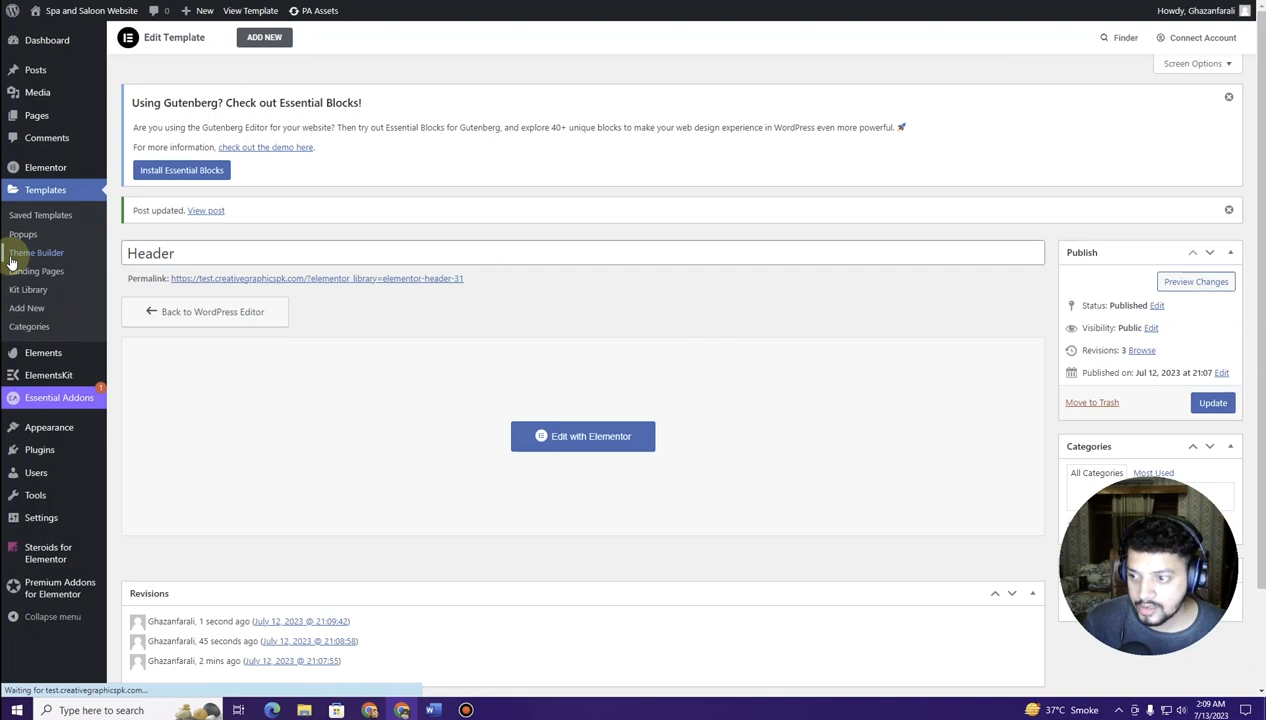 Spa and Saloon Website 0 New View Template PA Assets Howdy, Ghazanfarali
Dashboard
Posts
Media
Pages
Comments
Elementor
Templates
Saved Templates
Popups
Theme Builder
Landing Pages
Kit Library
Add New
Categories
Elements
ElementsKit
Essential Addons 1
Appearance
Plugins
Users
Tools
Settings
Steroids for
Elementor
Premium Addons
for Elementor
Collapse menu
Edit Template ADD NEW Finder Connect Account
Screen Options
Using Gutenberg? Check out Essential Blocks!
Are you using the Gutenberg Editor for your website? Then try out Essential Blocks for Gutenberg, and explore 40+ unique blocks to make your web design experience in WordPress even more powerful. 🚀
For more information, check out the demo here.
Install Essential Blocks
Post updated. View post
Header
Permalink: https://test.creativegraphicspk.com/?elementor_library=elementor-header-31
Back to WordPress Editor
Edit with Elementor
Revisions
Ghazanfarali, 1 second ago (July 12, 2023 @ 21:09:42)
Ghazanfarali, 45 seconds ago (July 12, 2023 @ 21:08:58)
Ghazanfarali, 2 mins ago (July 12, 2023 @ 21:07:55)
Publish
Preview Changes
Status: Published Edit
Visibility: Public Edit
Revisions: 3 Browse
Published on: Jul 12, 2023 at 21:07 Edit
Move to Trash Update
Categories
All Categories Most Used
Waiting for test.creativegraphicspk.com...
Type here to search
37°C Smoke
2:09 AM
7/13/2023